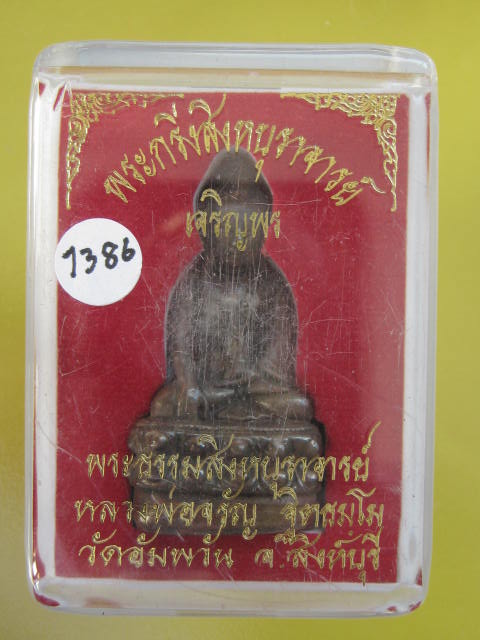 พระกริ่งสิงหบุราจารย์
เจริญพร
7386
พระธรรมสิงหบุราจารย์
หลวงพ่อจรัญ ฐิตธมฺโม
วัดอัมพวัน จ.สิงห์บุรี